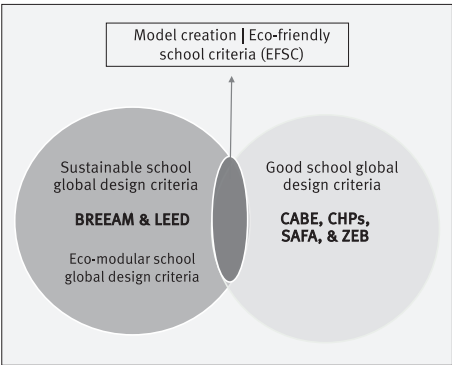 Model creation | Eco-friendly
school criteria (EFSC)
Sustainable school
global design criteria
BREEAM & LEED
Eco-modular school
global design criteria
Good school global
design criteria
CABE, CHPs,
SAFA, & ZEB